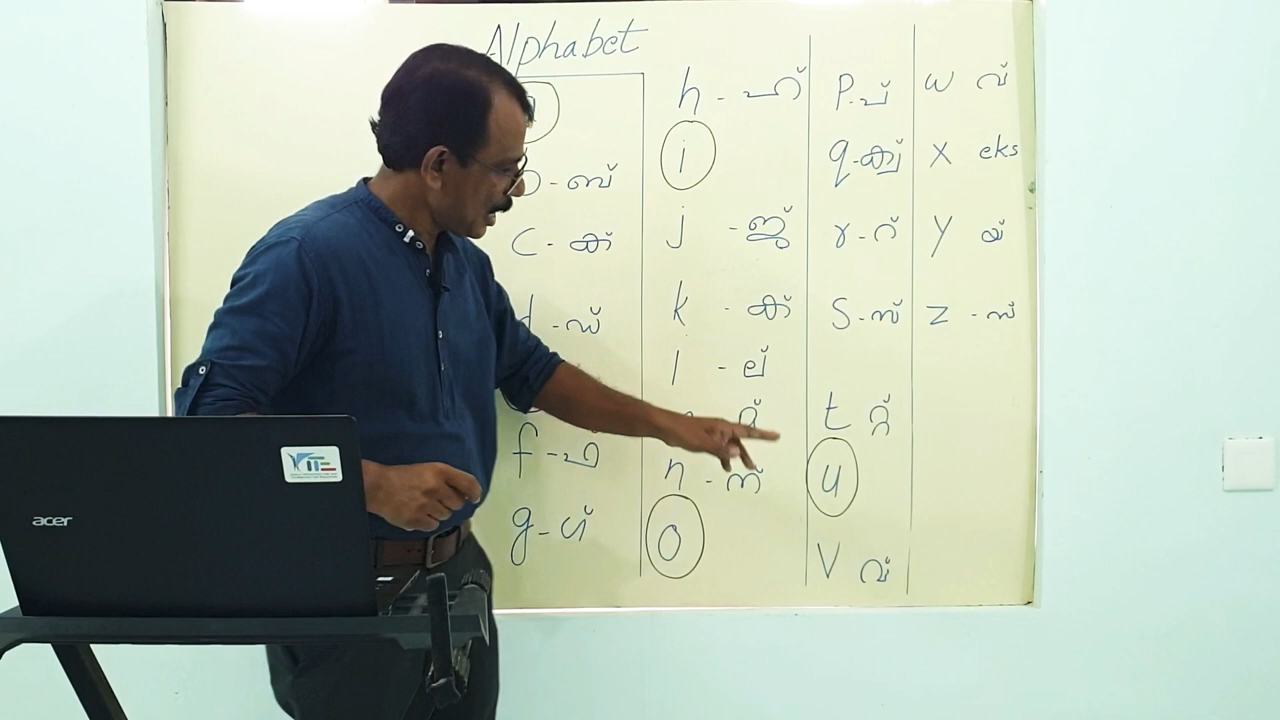 Alphabet
b - ബ്
c - ക്
d - ഡ്
f - ഫ്
g - ഗ്
h - ഹ്
i
j - ജ്
k - ക്
l - ല്
മ്
n - ന്
o
p - പ്
q - ക്യ്
r - റ്
s - സ്
t റ്റ്
u
v വ്
w വ്
x eks
y യ്
z - സ്
acer